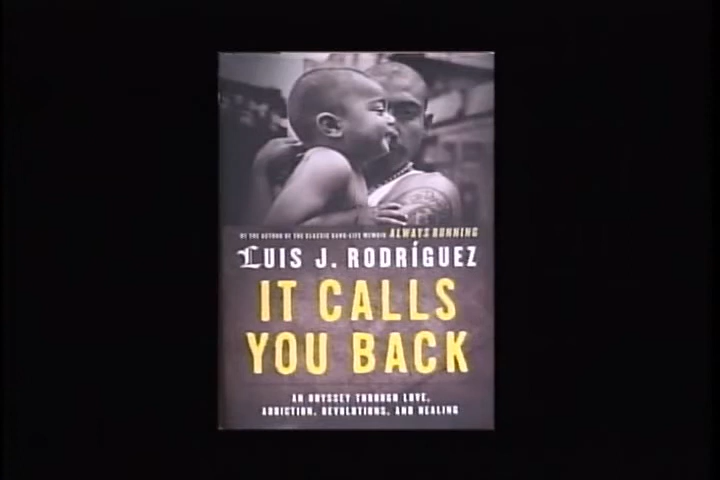 BY THE AUTHOR OF THE CLASSIC GANG-LIFE MEMOIR ALWAYS RUNNING
LUIS J. RODRÍGUEZ
IT CALLS
YOU BACK
AN ODYSSEY THROUGH LOVE,
ADDICTION, REVOLUTIONS, AND HEALING